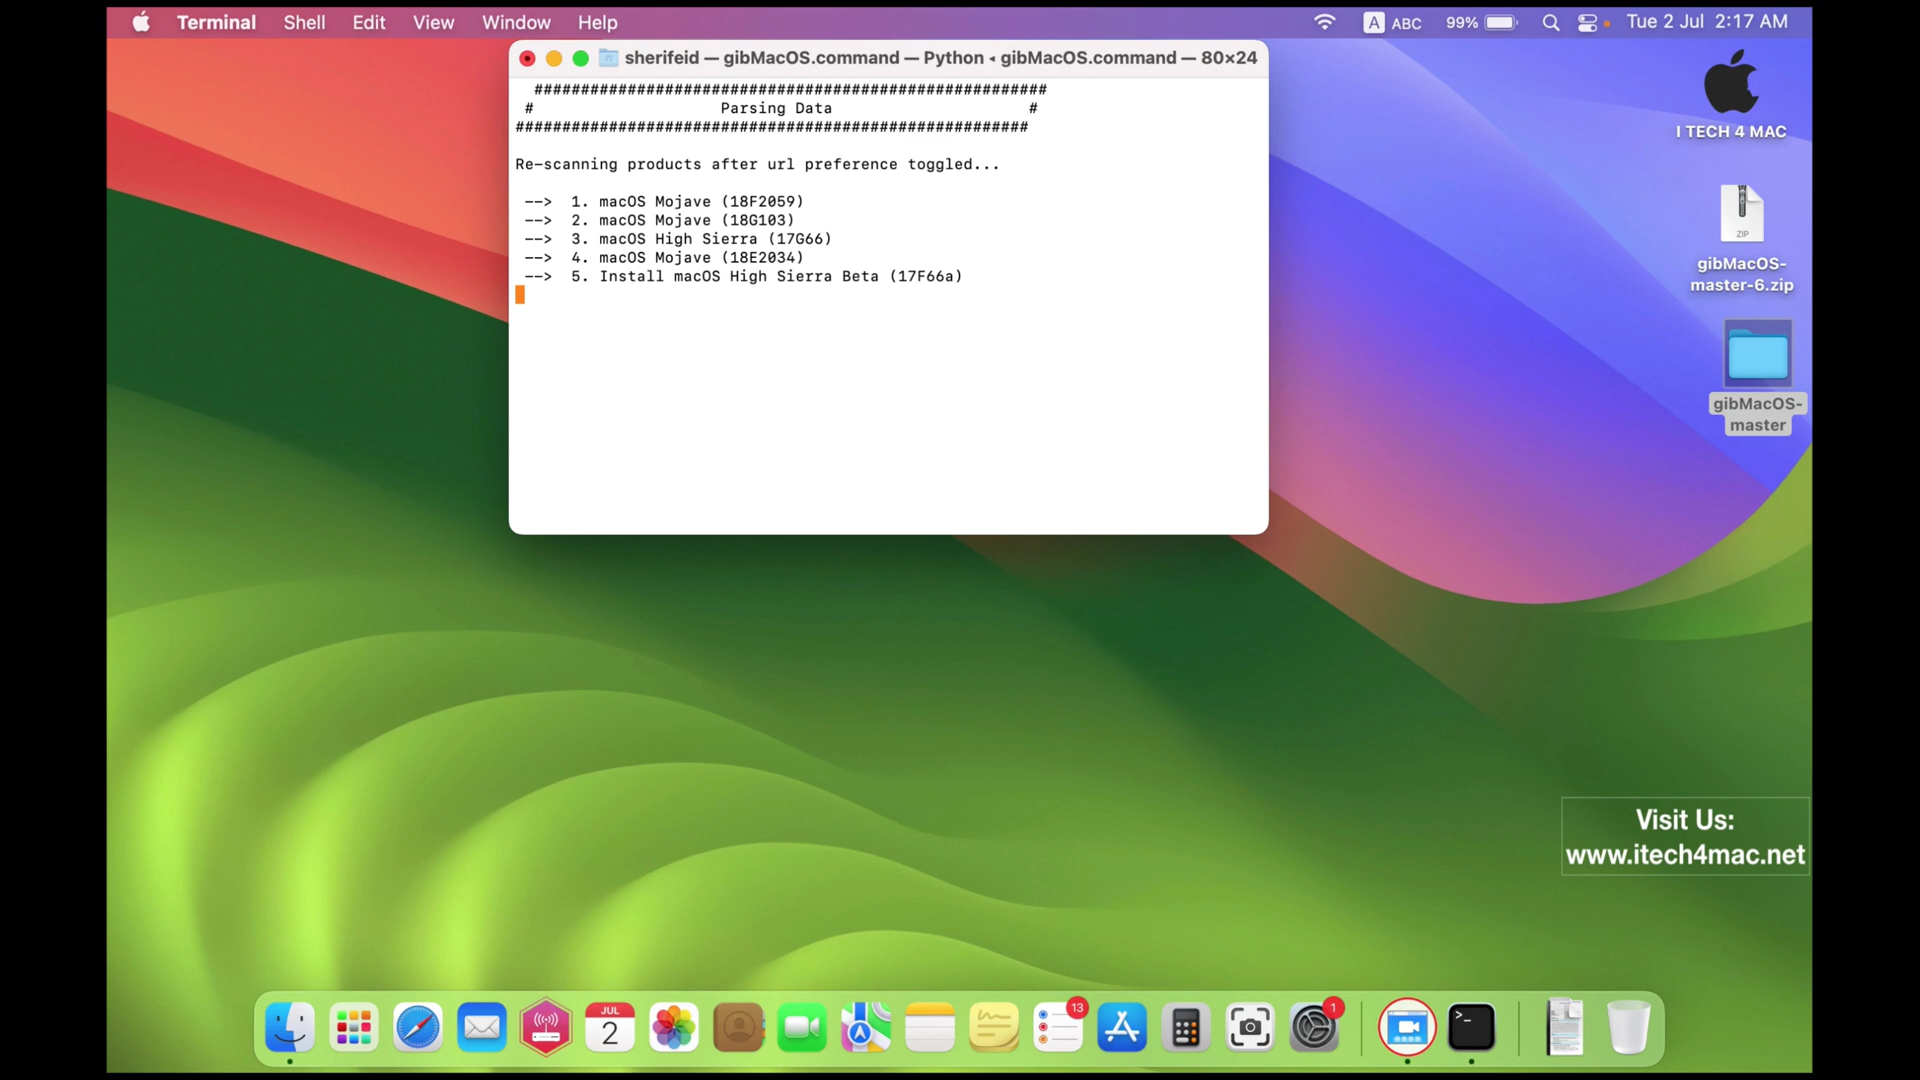 Terminal Shell Edit View Window Help
A ABC 99% Tue 2 Jul 2:17 AM
sherifeid — gibMacOS.command — Python ◂ gibMacOS.command — 80×24
#######################################################
# Parsing Data #
#######################################################
Re-scanning products after url preference toggled...
--> 1. macOS Mojave (18F2059)
--> 2. macOS Mojave (18G103)
--> 3. macOS High Sierra (17G66)
--> 4. macOS Mojave (18E2034)
--> 5. Install macOS High Sierra Beta (17F66a)
I TECH 4 MAC
ZIP
gibMacOS-
master-6.zip
gibMacOS-
master
Visit Us:
www.itech4mac.net
JUL
2
13
1
>_